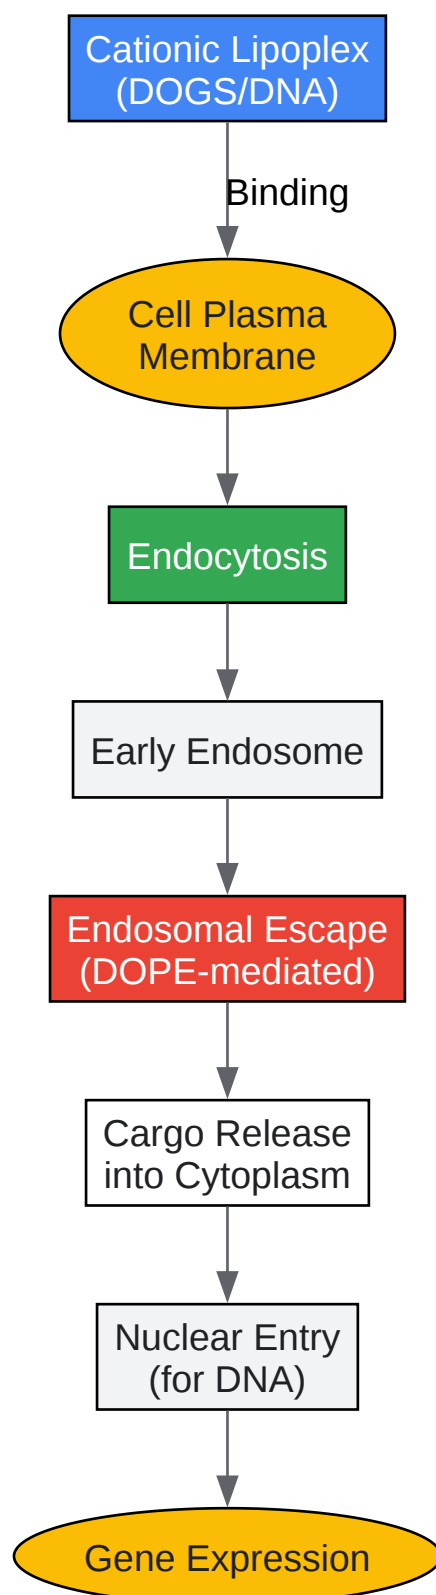 Cationic Lipoplex
(DOGS/DNA)
Binding
Cell Plasma
Membrane
Endocytosis
Early Endosome
Endosomal Escape
(DOPE-mediated)
Cargo Release
into Cytoplasm
Nuclear Entry
(for DNA)
Gene Expression